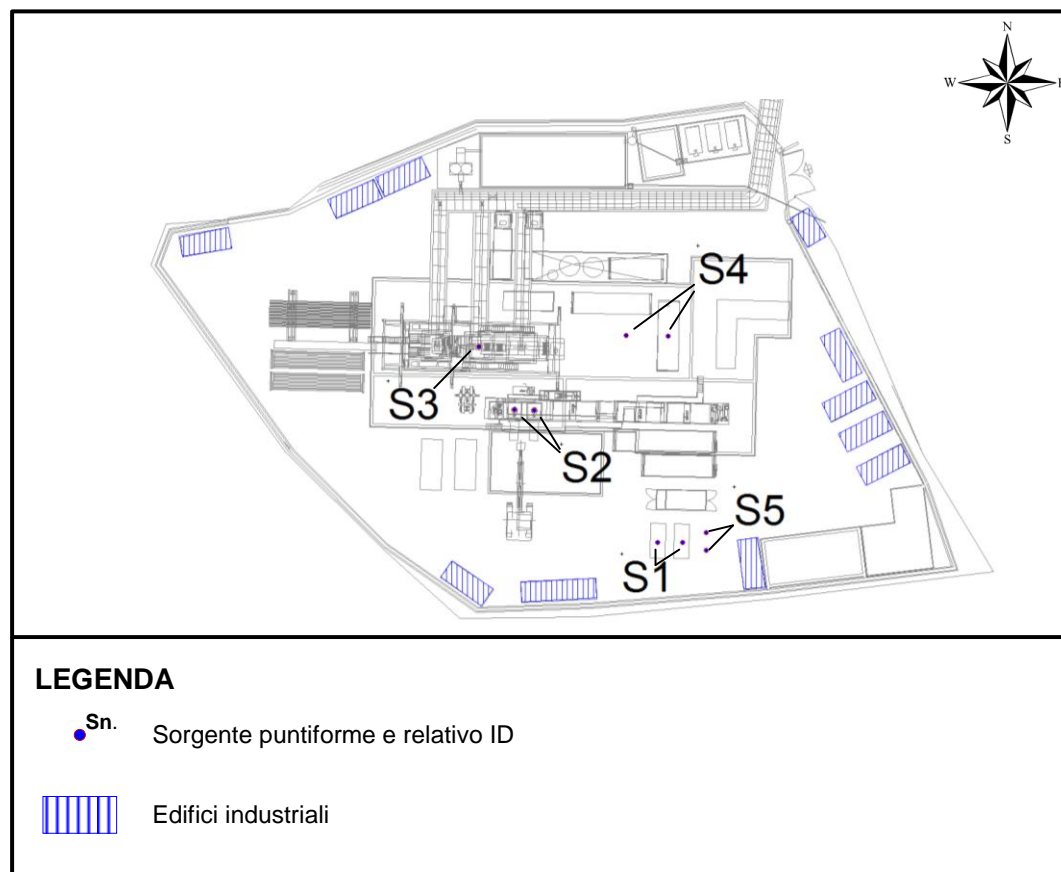 N
W E
S
S4
S3
S2
S5
S1
LEGENDA
Sn.
Sorgente puntiforme e relativo ID
Edifici industriali